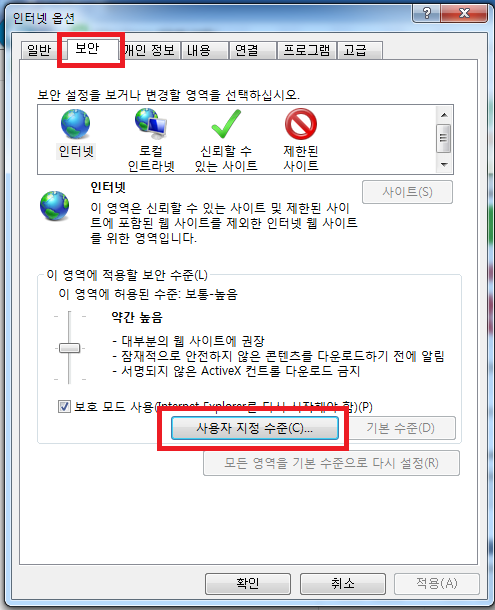 인터넷 옵션
일반 보안 개인 정보 내용 연결 프로그램 고급
보안 설정을 보거나 변경할 영역을 선택하십시오.
인터넷 로컬 인트라넷 신뢰할 수 있는 사이트 제한된 사이트
인터넷
사이트(S)
이 영역은 신뢰할 수 있는 사이트 및 제한된 사이
트에 포함된 웹 사이트를 제외한 인터넷 웹 사이트
를 위한 영역입니다.
이 영역에 적용할 보안 수준(L)
이 영역에 허용된 수준: 보통-높음
약간 높음
- 대부분의 웹 사이트에 권장
- 잠재적으로 안전하지 않은 콘텐츠를 다운로드하기 전에 알림
- 서명되지 않은 ActiveX 컨트롤 다운로드 금지
보호 모드 사용(Internet Explorer를 다시 시작해야 함)(P)
사용자 지정 수준(C)... 기본 수준(D)
모든 영역을 기본 수준으로 다시 설정(R)
확인 취소 적용(A)